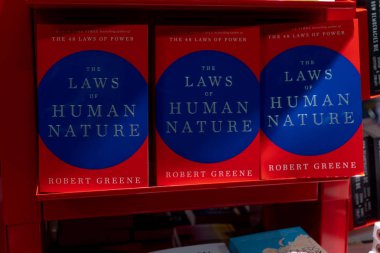 THE 48 LAWS OF POWER
THE
LAWS
OF
HUMAN
NATURE
ROBERT GREENE
THE 48 LAWS OF POWER
THE
LAWS
OF
HUMAN
NATURE
ROBERT GREENE
THE 48 LAWS OF POWER
THE
LAWS
OF
HUMAN
NATURE
ROBERT GREENE